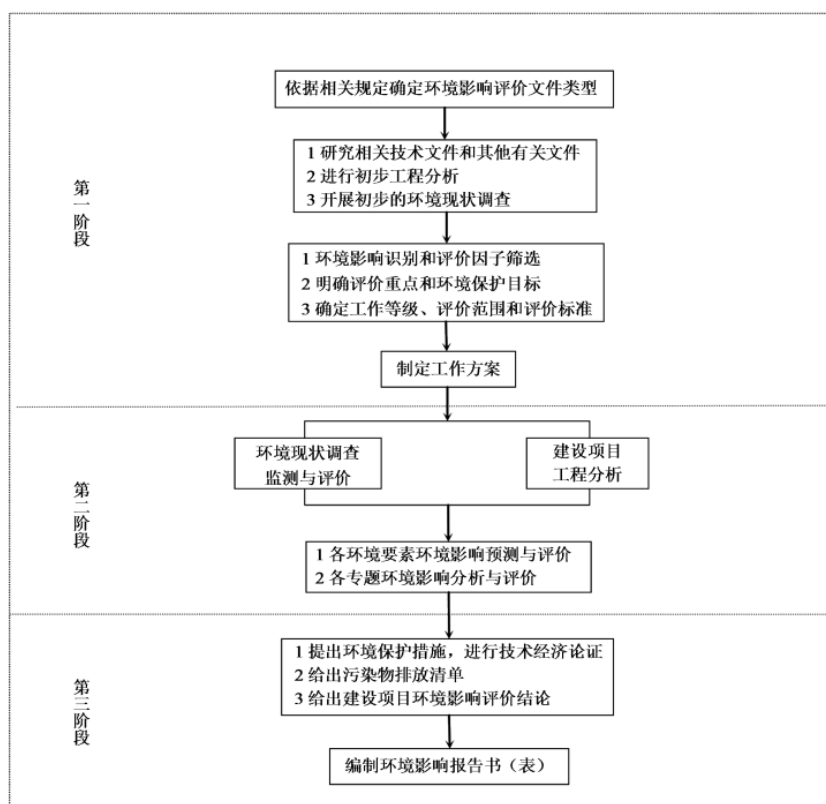 依据相关规定确定环境影响评价文件类型
1 研究相关技术文件和其他有关文件
2 进行初步工程分析
3 开展初步的环境现状调查
第一阶段
1 环境影响识别和评价因子筛选
2 明确评价重点和环境保护目标
3 确定工作等级、评价范围和评价标准
制定工作方案
环境现状调查
监测与评价
建设项目
工程分析
第二阶段
1 各环境要素环境影响预测与评价
2 各专题环境影响分析与评价
1 提出环境保护措施，进行技术经济论证
2 给出污染物排放清单
3 给出建设项目环境影响评价结论
第三阶段
编制环境影响报告书（表）